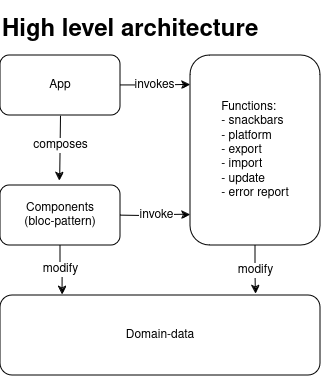 High level architecture
App
invokes
Functions:
- snackbars
- platform
- export
- import
- update
- error report
composes
Components
(bloc-pattern)
invoke
modify
modify
Domain-data